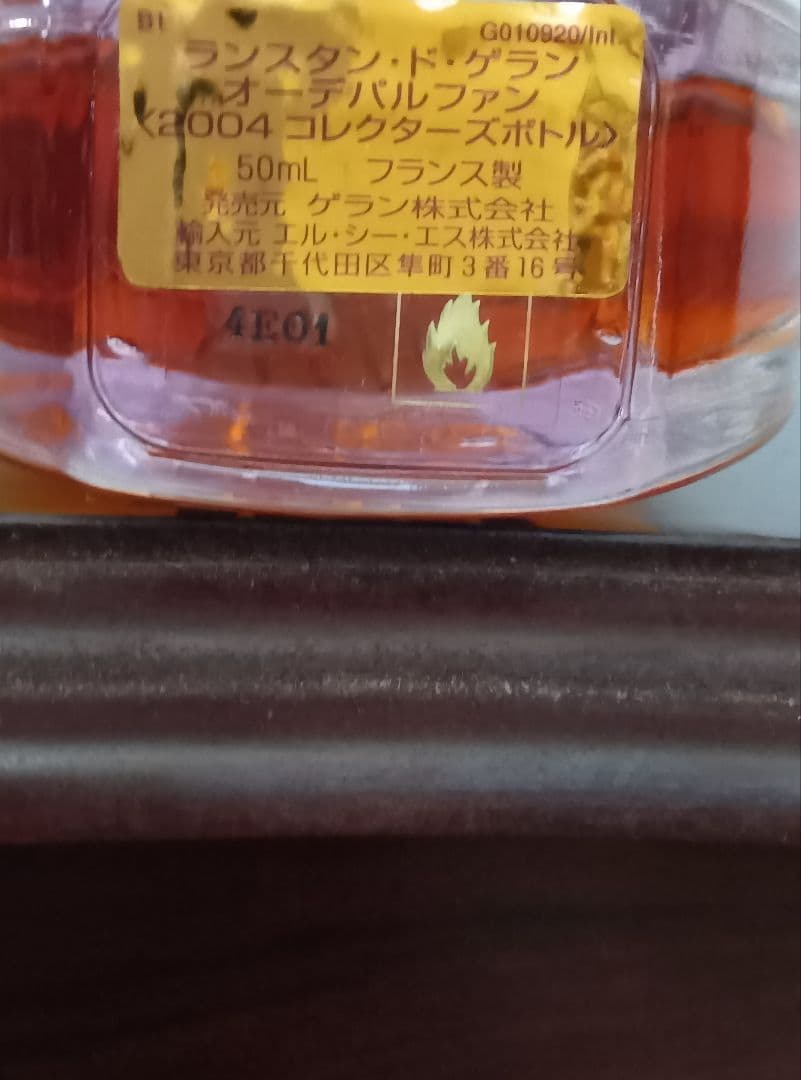 G010920/Int
ランスタン・ド・ゲラン
オーデパルファン
〈2004 コレクターズボトル〉
50mL フランス製
発売元 ゲラン株式会社
輸入元 エル・シー・エス株式会社
東京都千代田区隼町3番16号
4E01